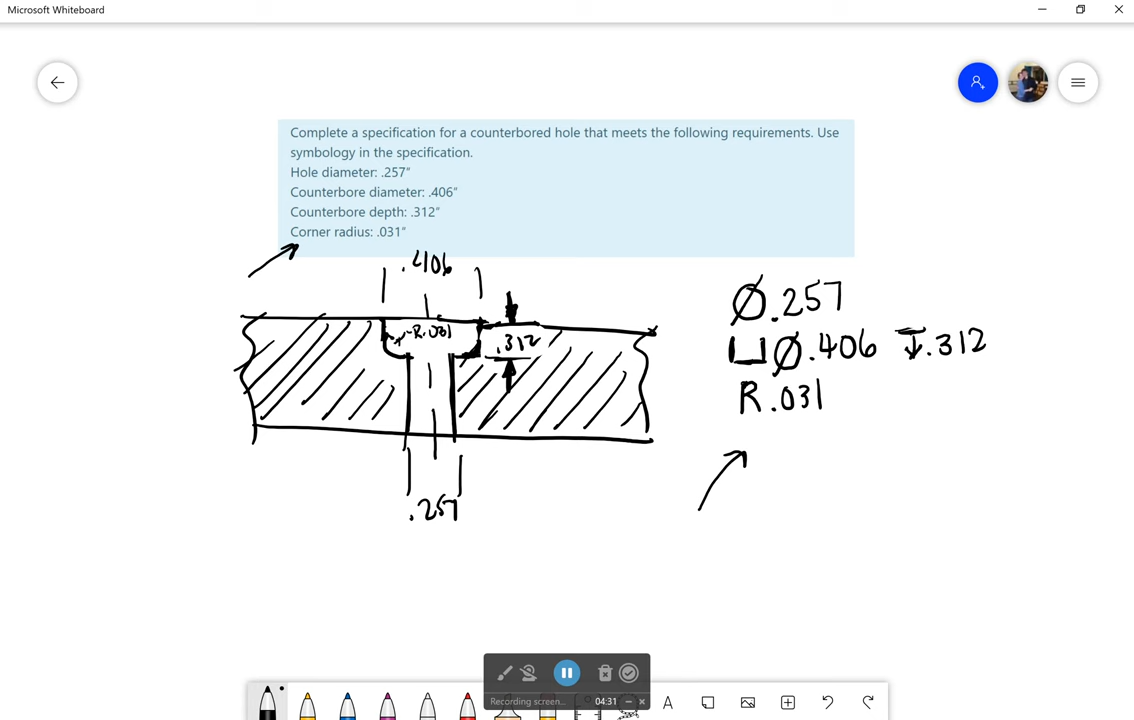 Microsoft Whiteboard
Complete a specification for a counterbored hole that meets the following requirements. Use
symbology in the specification.
Hole diameter: .257"
Counterbore diameter: .406"
Counterbore depth: .312"
Corner radius: .031"
.406
R.031
.312
.257
⌀.257
⌴⌀.406 ↧.312
R.031
Recording screen... 04:31
A